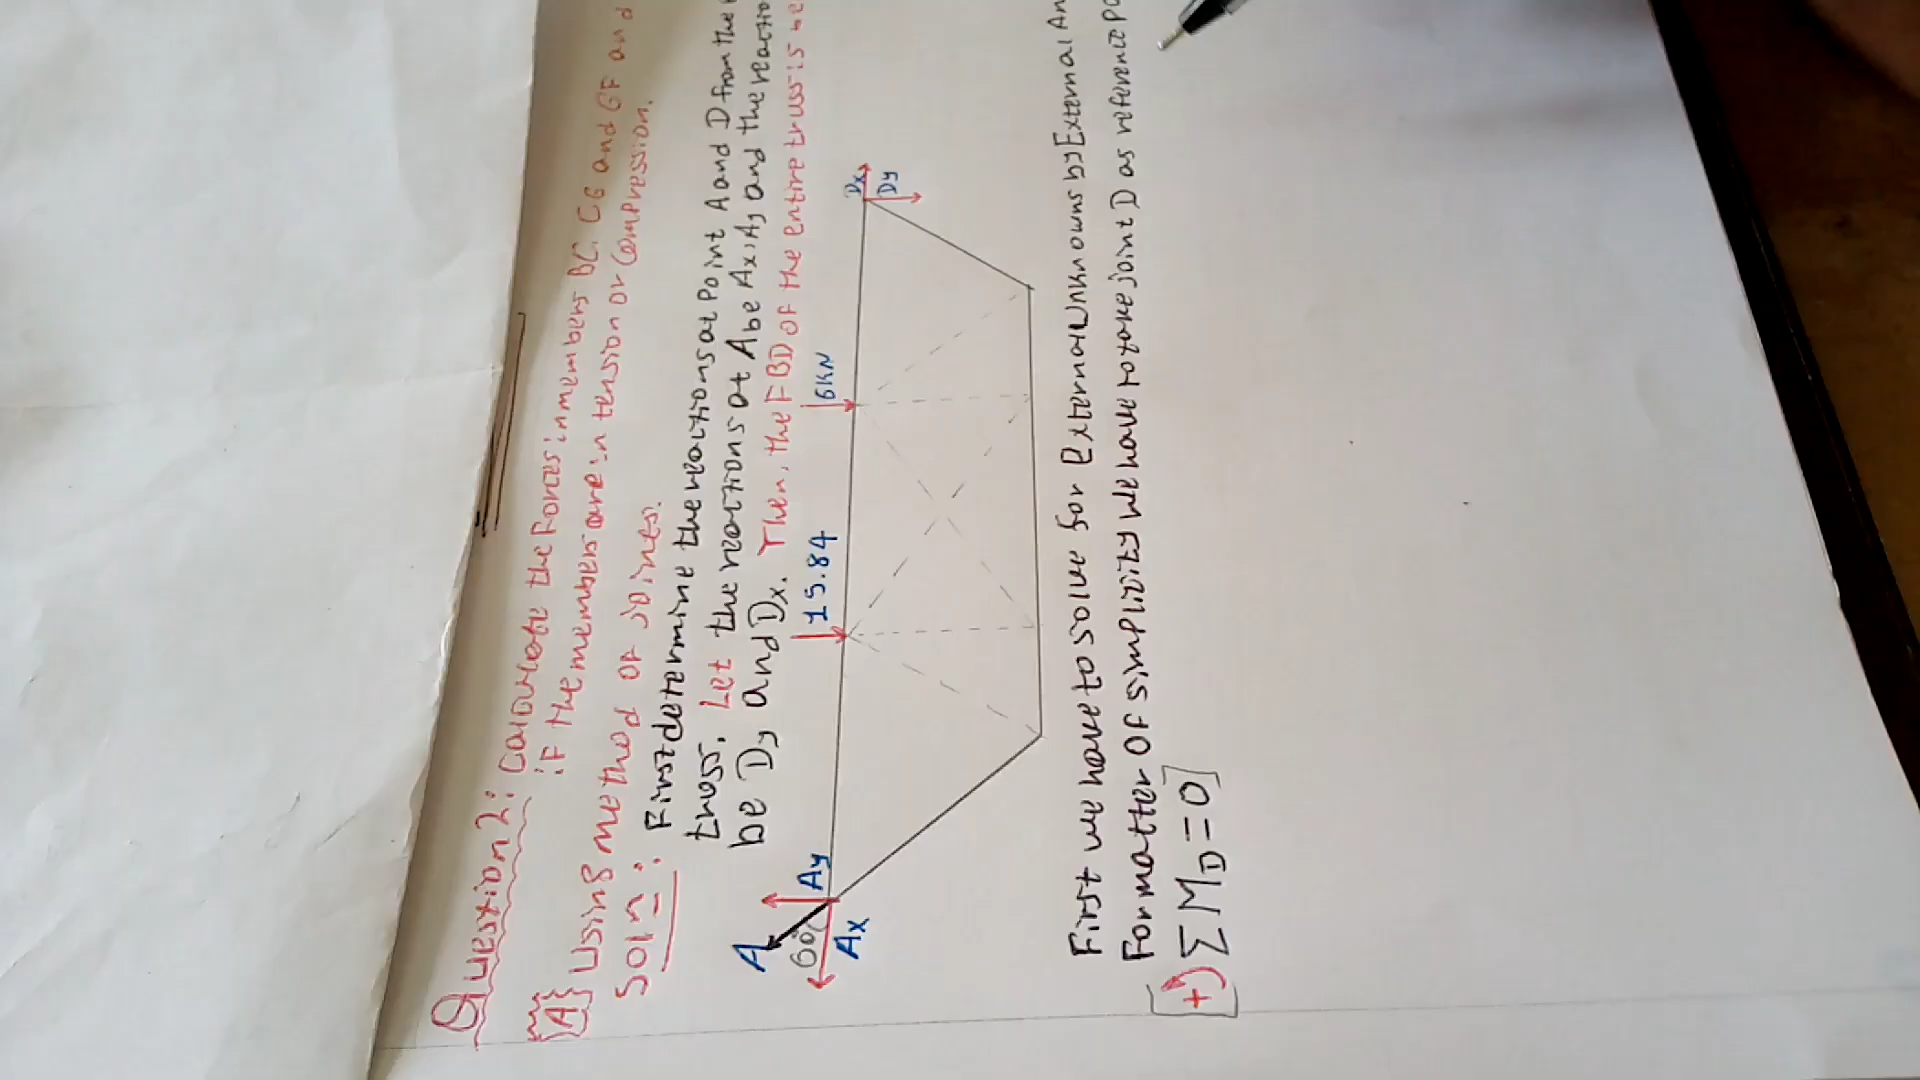 Question 2: Calculate the Forces in members BC, CG and GF and
if the members are in tension or Compression.
[A] using method of joints.
Soln: First determine the reactions at Point A and D from the
truss. Let the reactions at A be Ax, Ay and the reactio
be Dy and Dx. Then, the FBD of the entire truss is
15.84
6KN
Dx
Dy
A
60°
Ay
Ax
First we have to solve for External Unknowns by External
For matter of simplicity we have to take joint D as reference Po
+) ΣM_D=0]